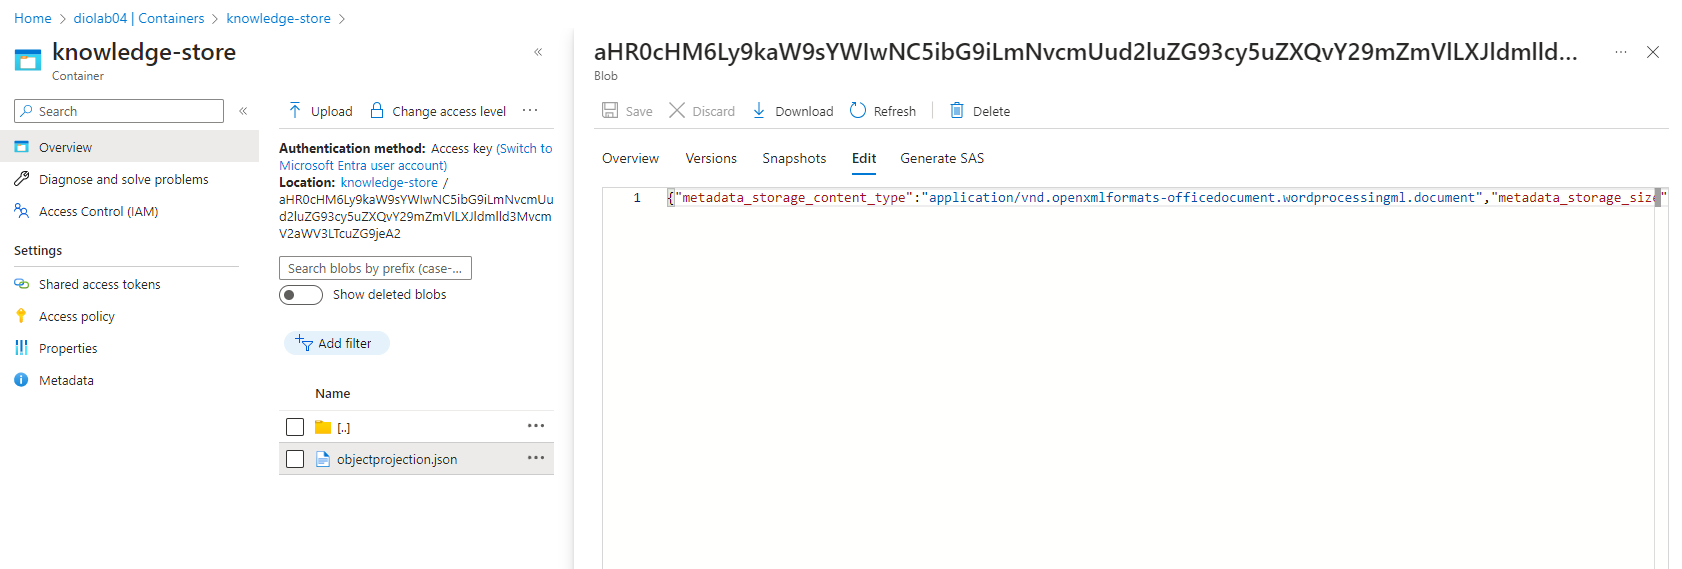 Home > diolab04 | Containers > knowledge-store >
knowledge-store
Container
Search
Overview
Diagnose and solve problems
Access Control (IAM)
Settings
Shared access tokens
Access policy
Properties
Metadata
Upload Change access level ...
Authentication method: Access key (Switch to
Microsoft Entra user account)
Location: knowledge-store /
aHR0cHM6Ly9kaW9sYWIwNC5ibG9iLmNvcmUu
d2luZG93cy5uZXQvY29mZmVlLXJldmlld3Mvcm
V2aWV3LTcuZG9jeA2
Search blobs by prefix (case-...
Show deleted blobs
Add filter
Name
[..]
objectprojection.json
aHR0cHM6Ly9kaW9sYWIwNC5ibG9iLmNvcmUud2luZG93cy5uZXQvY29mZmVlLXJldmlld...
Blob
Save Discard Download Refresh Delete
Overview Versions Snapshots Edit Generate SAS
1 {"metadata_storage_content_type":"application/vnd.openxmlformats-officedocument.wordprocessingml.document","metadata_storage_size"